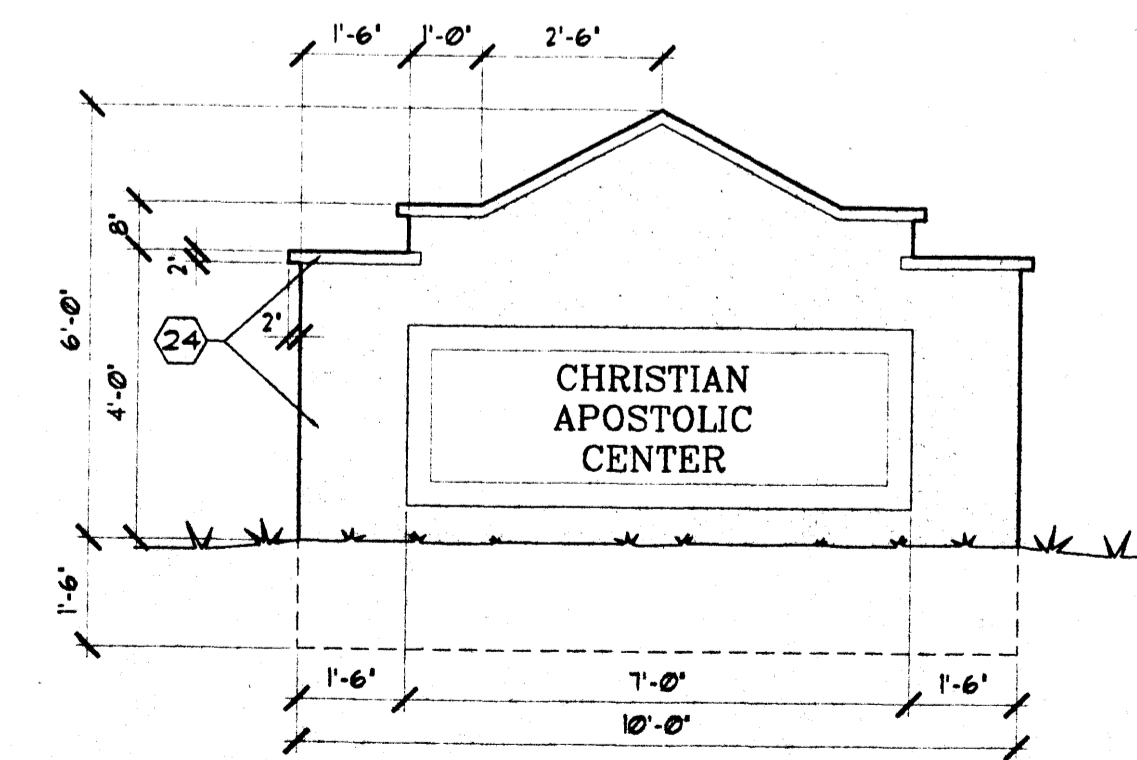 1'-6" 1'-0" 2'-6"
8"
2"
6'-0"
24
2"
4'-0"
CHRISTIAN
APOSTOLIC
CENTER
1'-6"
1'-6" 7'-0" 1'-6"
10'-0"